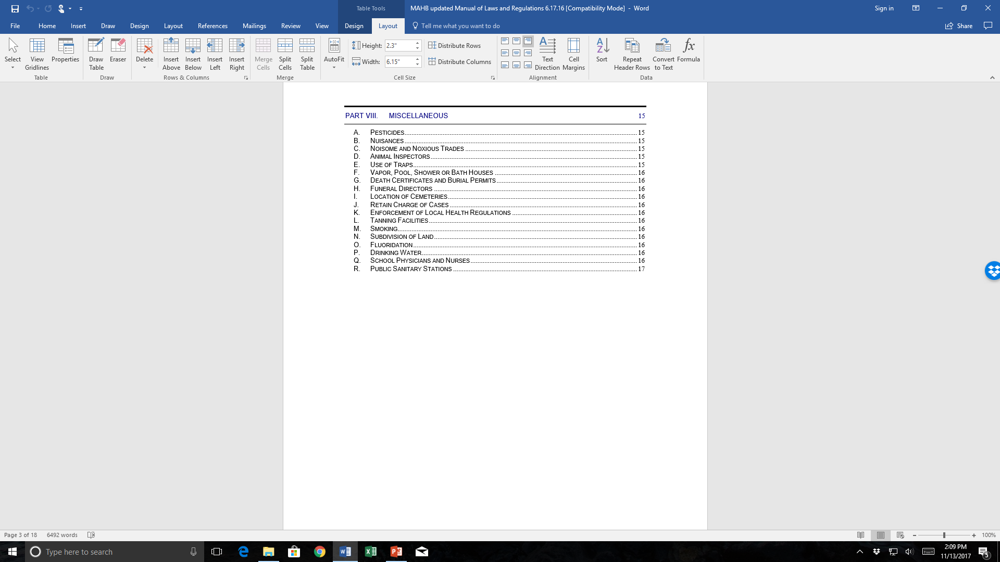 Table Tools
MAHB updated Manual of Laws and Regulations 6.17.16 [Compatibility Mode] - Word
Sign in
File Home Insert Draw Design Layout References Mailings Review View Design Layout Tell me what you want to do Share
Select
View Gridlines
Properties
Table
Draw Table
Eraser
Draw
Delete
Insert Above
Insert Below
Insert Left
Insert Right
Rows & Columns
Merge Cells
Split Cells
Split Table
Merge
AutoFit
Height: 2.3"
Width: 6.15"
Distribute Rows
Distribute Columns
Cell Size
Text Direction
Cell Margins
Alignment
Sort
Repeat Header Rows
Convert to Text
Formula
Data
PART VIII. MISCELLANEOUS 15
A. PESTICIDES 15
B. NUISANCES 15
C. NOISOME AND NOXIOUS TRADES 15
D. ANIMAL INSPECTORS 15
E. USE OF TRAPS 15
F. VAPOR, POOL, SHOWER OR BATH HOUSES 16
G. DEATH CERTIFICATES AND BURIAL PERMITS 16
H. FUNERAL DIRECTORS 16
I. LOCATION OF CEMETERIES 16
J. RETAIN CHARGE OF CASES 16
K. ENFORCEMENT OF LOCAL HEALTH REGULATIONS 16
L. TANNING FACILITIES 16
M. SMOKING 16
N. SUBDIVISION OF LAND 16
O. FLUORIDATION 16
P. DRINKING WATER 16
Q. SCHOOL PHYSICIANS AND NURSES 16
R. PUBLIC SANITARY STATIONS 17
Page 3 of 18 6492 words 100%
Type here to search
2:09 PM
11/13/2017
5